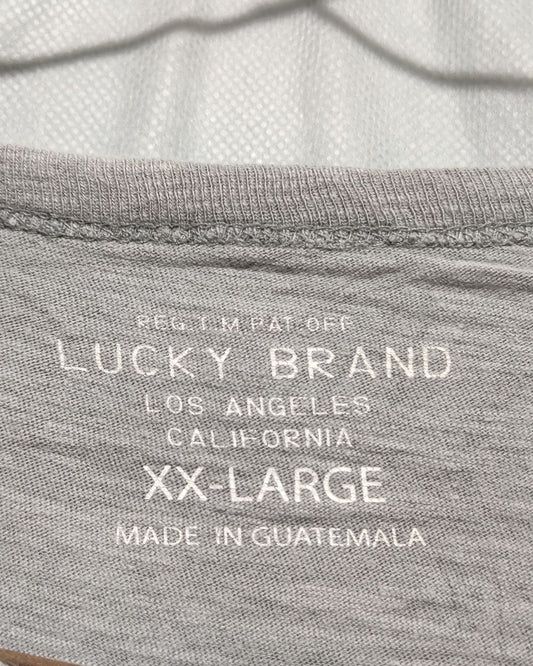 REG.T.M.PAT.OFF.
LUCKY BRAND
LOS ANGELES
CALIFORNIA
XX-LARGE
MADE IN GUATEMALA